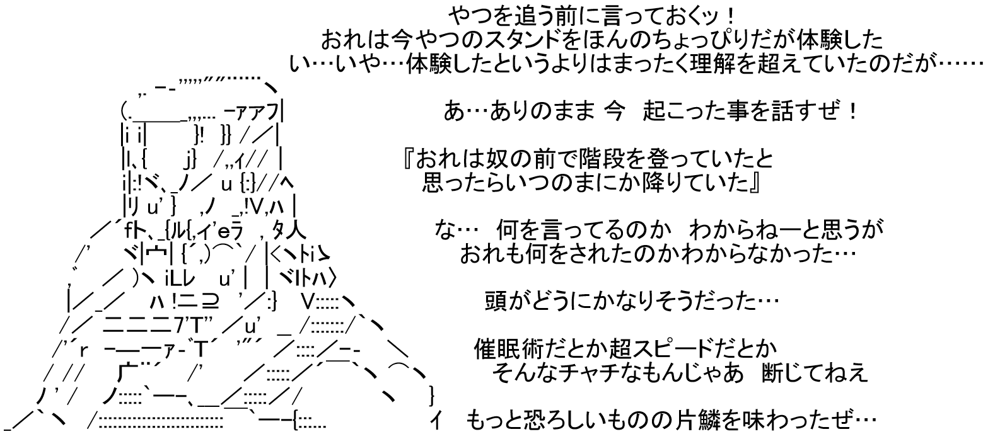 やつを追う前に言っておくッ！
おれは今やつのスタンドをほんのちょっぴりだが体験した
い…いや…体験したというよりはまったく理解を超えていたのだが……
あ…ありのまま 今　起こった事を話すぜ！
『おれは奴の前で階段を登っていたと
思ったらいつのまにか降りていた』
な…　何を言ってるのか　わからねーと思うが
おれも何をされたのかわからなかった…
頭がどうにかなりそうだった…
催眠術だとか超スピードだとか
そんなチャチなもんじゃあ　断じてねえ
もっと恐ろしいものの片鱗を味わったぜ…